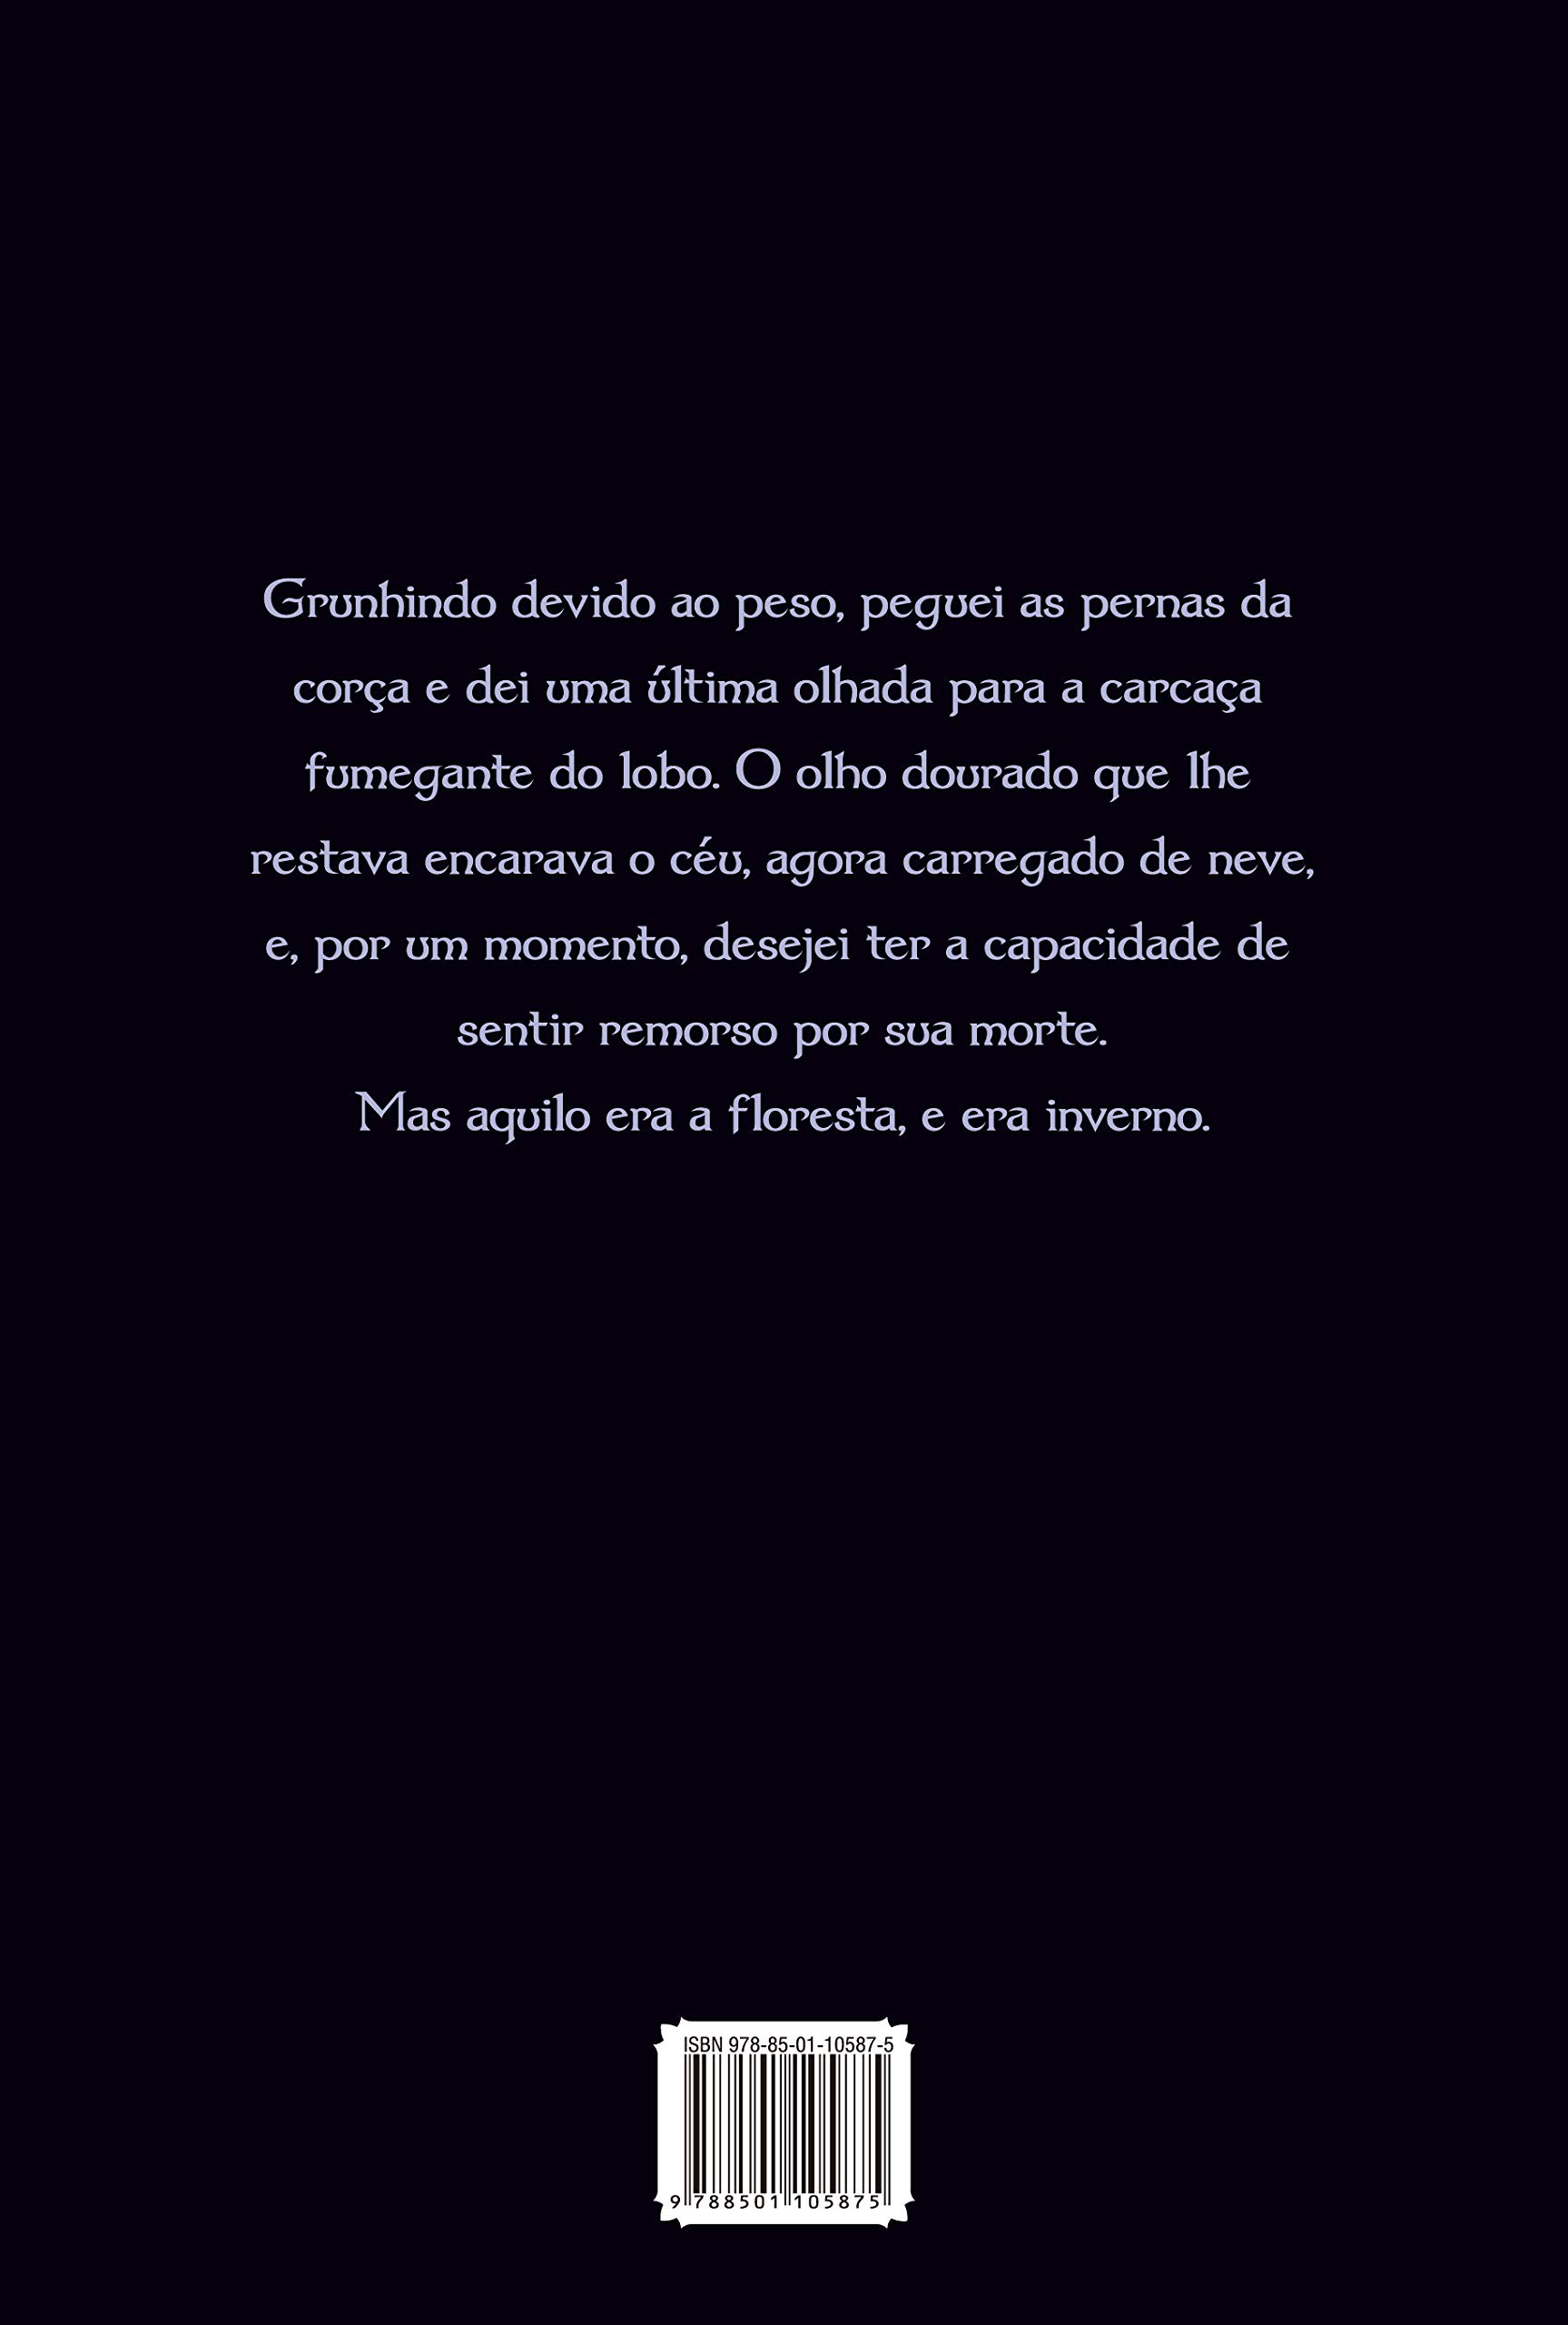 Grunhindo devido ao peso, peguei as pernas da
corça e dei uma última olhada para a carcaça
fumegante do lobo. O olho dourado que lhe
restava encarava o céu, agora carregado de neve,
e, por um momento, desejei ter a capacidade de
sentir remorso por sua morte.
Mas aquilo era a floresta, e era inverno.
ISBN 978-85-01-10587-5
9 788501 105875